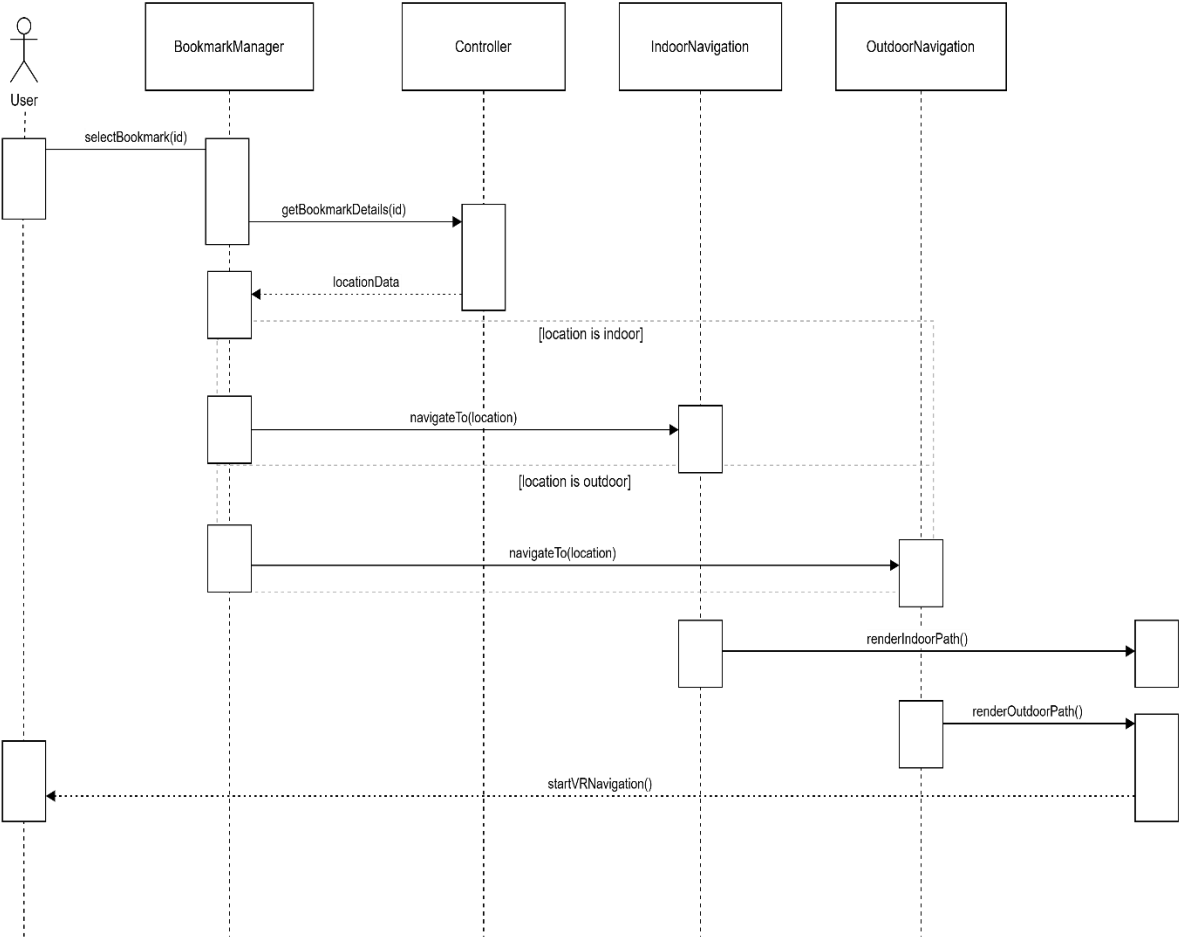 User
BookmarkManager
Controller
IndoorNavigation
OutdoorNavigation
selectBookmark(id)
getBookmarkDetails(id)
locationData
[location is indoor]
navigateTo(location)
[location is outdoor]
navigateTo(location)
renderIndoorPath()
renderOutdoorPath()
startVRNavigation()